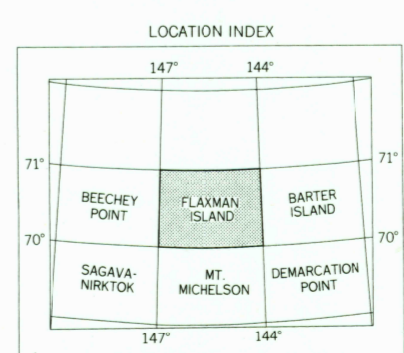 LOCATION INDEX
147° 144°
71° 71°
BEECHEY
POINT
FLAXMAN
ISLAND
BARTER
ISLAND
70° 70°
SAGAVA-
NIRKTOK
MT.
MICHELSON
DEMARCATION
POINT
147° 144°